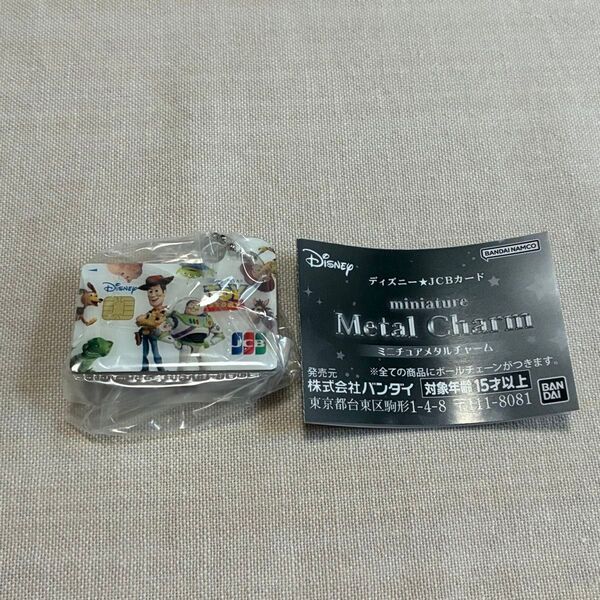 Disney
JCB
Disney
BANDAI NAMCO
ディズニー★JCBカード
miniature
Metal Charm
ミニチュアメタルチャーム
発売元 ※全ての商品にボールチェーンがつきます。
株式会社バンダイ 対象年齢15才以上
東京都台東区駒形1-4-8 〒111-8081
BAN
DAI